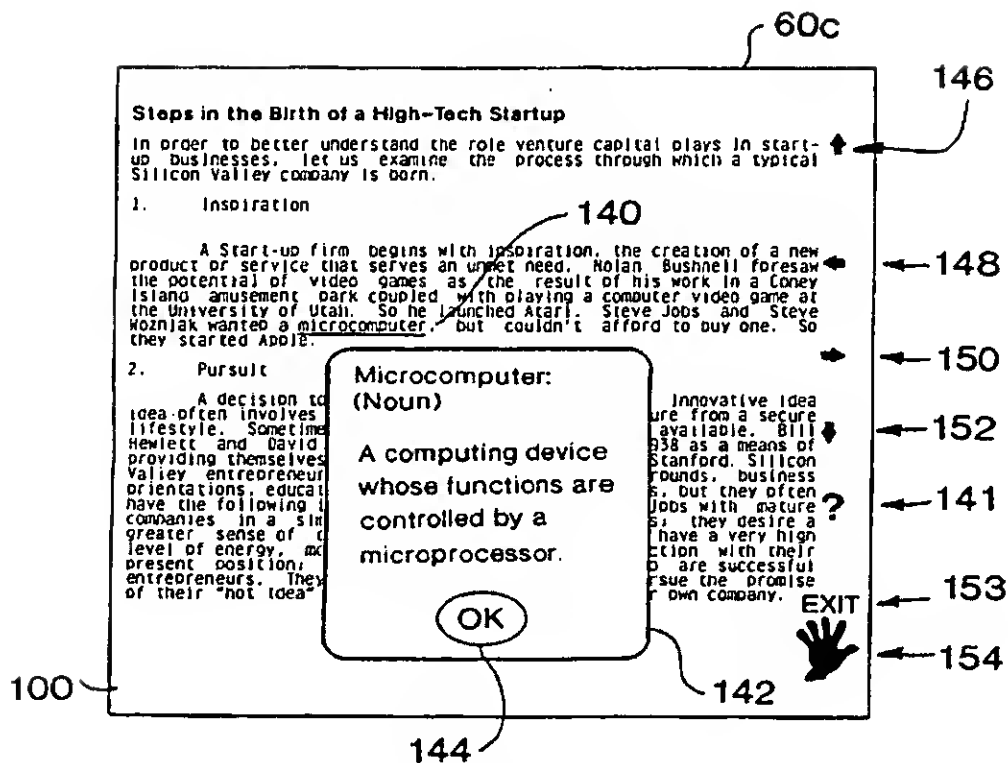 60c
146
Steps in the Birth of a High-Tech Startup
In order to better understand the role venture capital plays in start-
up businesses, let us examine the process through which a typical
Silicon Valley company is born.
1. Inspiration
140
A Start-up firm begins with inspiration, the creation of a new
product or service that serves an unmet need. Nolan Bushnell foresaw
148
the potential of video games as the result of his work in a Coney
Island amusement park coupled with playing a computer video game at
the University of Utah. So he launched Atari. Steve Jobs and Steve
Wozniak wanted a microcomputer, but couldn't afford to buy one. So
they started Apple.
150
2. Pursuit
A decision to Innovative idea
idea often involves ure from a secure
lifestyle. Sometime available. Bill
152
Hewlett and David 938 as a means of
providing themselves Stanford. Silicon
Valley entrepreneur rounds, business
orientations, educat s, but they often
have the following Jobs with mature
?
141
companies in a sim s; they desire a
greater sense of have a very high
level of energy, mo ction with their
present position; are successful
entrepreneurs. They rsue the promise
of their "hot idea" r own company.
Microcomputer:
(Noun)
A computing device
whose functions are
controlled by a
microprocessor.
OK
EXIT
153
154
100
142
144